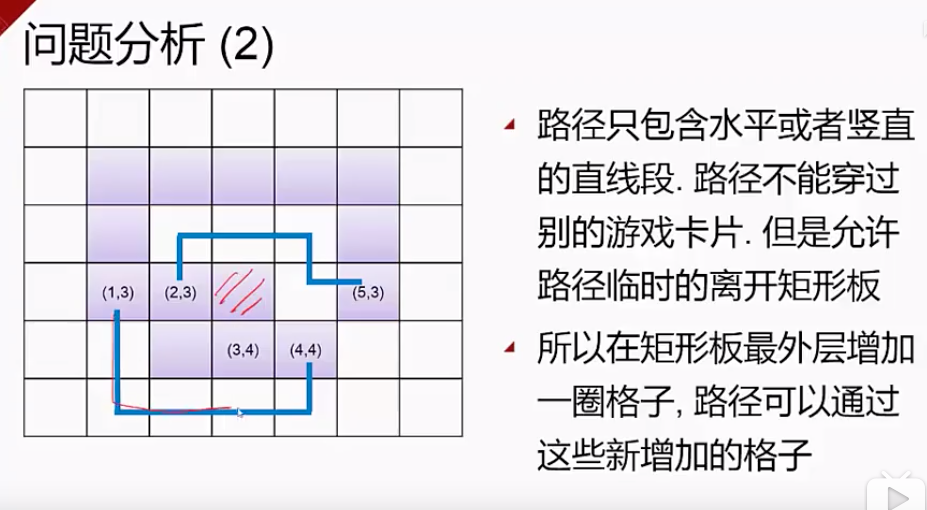 问题分析 (2)
(1,3)
(2,3)
(5,3)
(3,4)
(4,4)
路径只包含水平或者竖直
的直线段. 路径不能穿过
别的游戏卡片. 但是允许
路径临时的离开矩形板
所以在矩形板最外层增加
一圈格子, 路径可以通过
这些新增加的格子